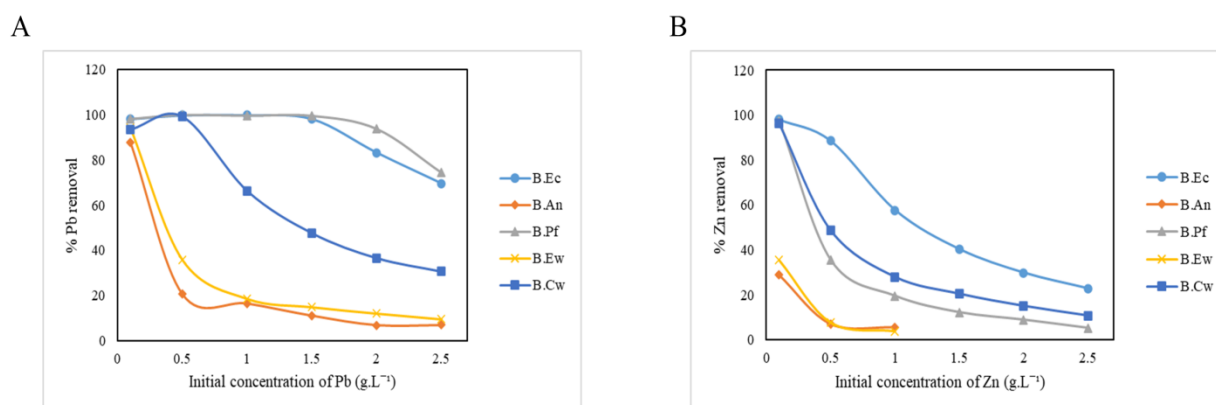 A
120
100
80
60
40
20
0
% Pb removal
0 0.5 1 1.5 2 2.5
Initial concentration of Pb (g.L⁻¹)
B.Ec
B.An
B.Pf
B.Ew
B.Cw
B
120
100
80
60
40
20
0
% Zn removal
0 0.5 1 1.5 2 2.5
Initial concentration of Zn (g.L⁻¹)
B.Ec
B.An
B.Pf
B.Ew
B.Cw